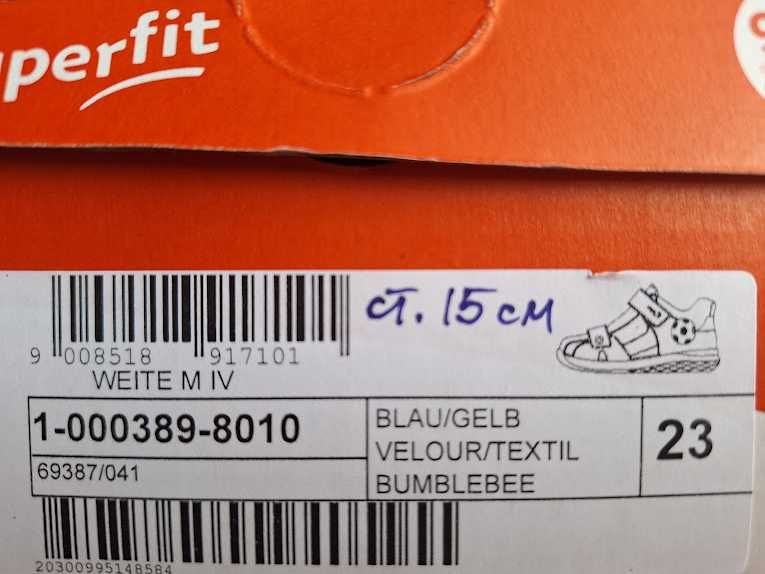 uperfit
ст. 15 см
9 008518 917101
WEITE M IV
1-000389-8010
69387/041
BLAU/GELB
VELOUR/TEXTIL
BUMBLEBEE
23
20300995148584